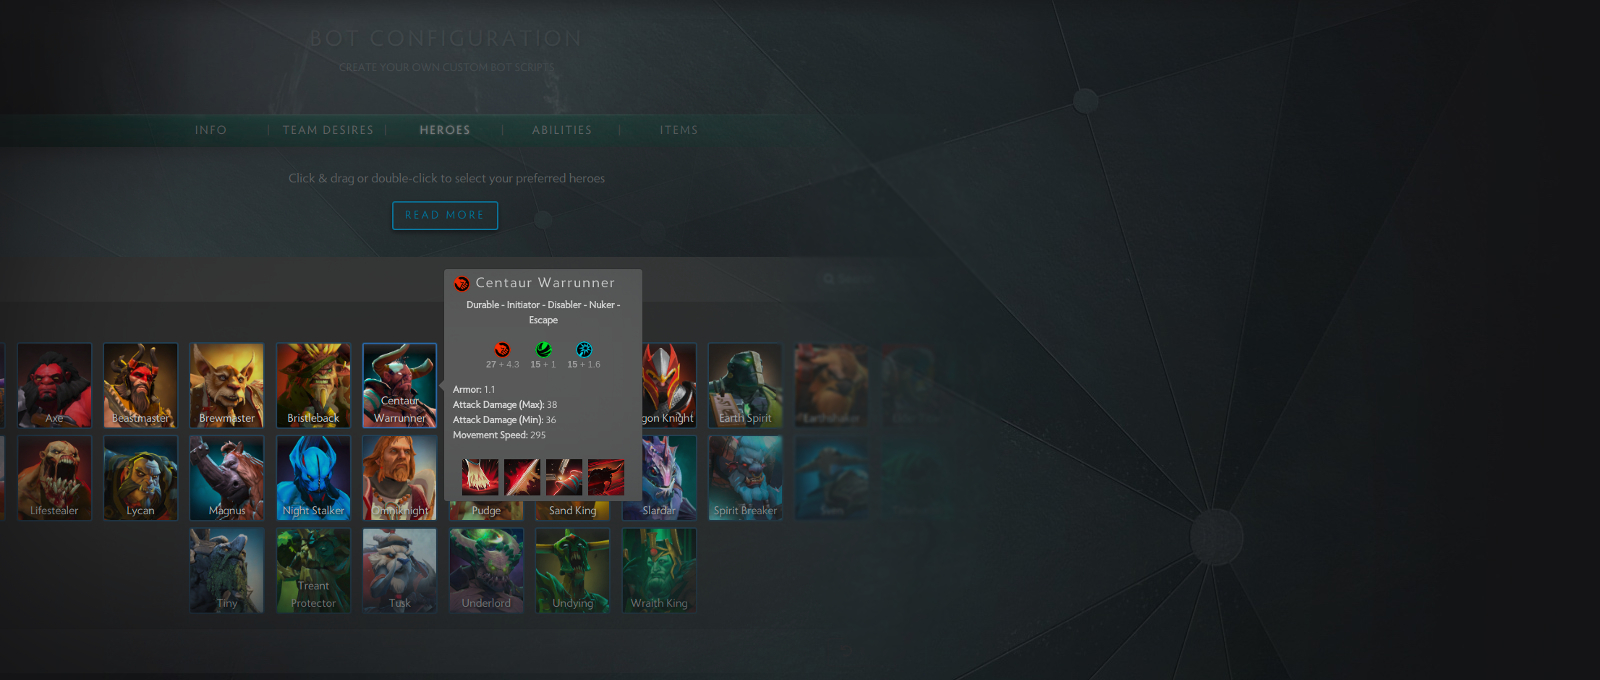 BOT CONFIGURATION
CREATE YOUR OWN CUSTOM BOT SCRIPTS
INFO | TEAM DESIRES | HEROES | ABILITIES | ITEMS
Click & drag or double-click to select your preferred heroes
READ MORE
Search
Centaur Warrunner
Durable - Initiator - Disabler - Nuker -
Escape
27 + 4.3 15 + 1 15 + 1.6
Armor: 1.1
Attack Damage (Max): 38
Attack Damage (Min): 36
Movement Speed: 295
Axe Beastmaster Brewmaster Bristleback Centaur
Warrunner gon Knight Earth Spirit Earthshaker
Lifestealer Lycan Magnus Night Stalker Omniknight Pudge Sand King Slardar Spirit Breaker Sven
Tiny Treant
Protector Tusk Underlord Undying Wraith King